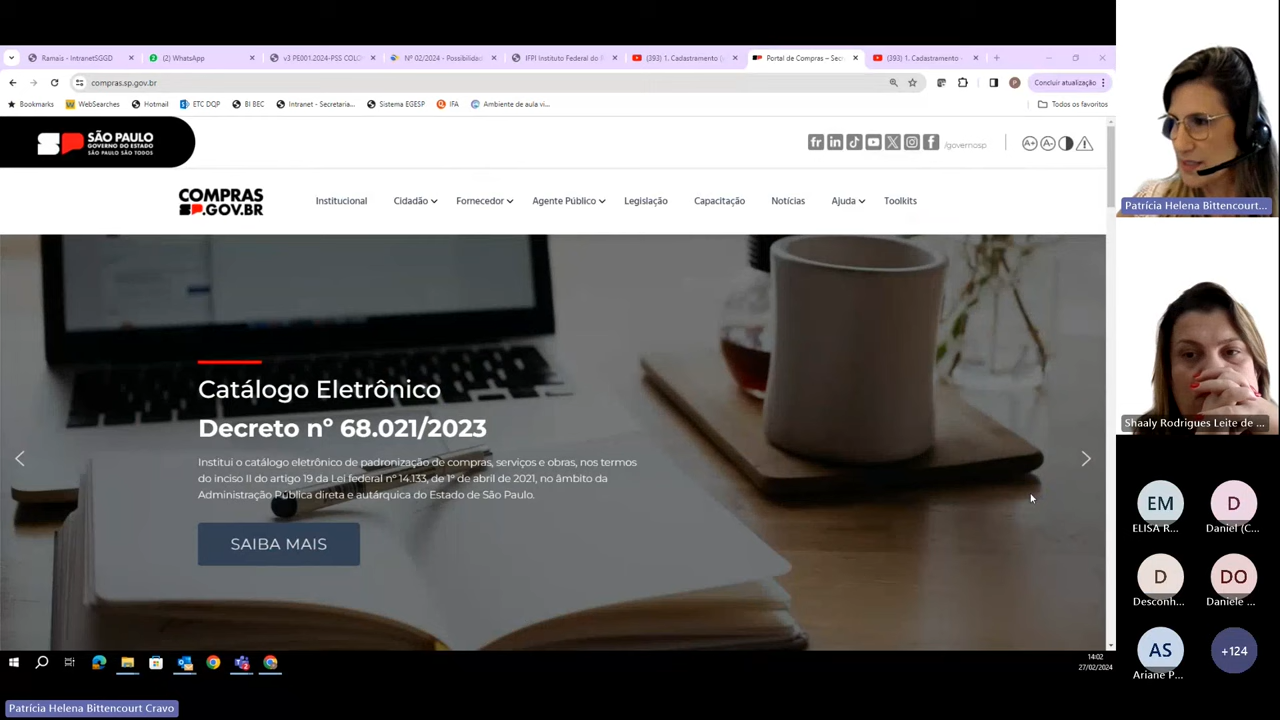 Ramais - IntranetSGGD
(2) WhatsApp
v3 PE001.2024-PSS COLO
Nº 02/2024 - Possibilidad
IFPI Instituto Federal do
(393) 1. Cadastramento
Portal de Compras – Sec
(393) 1. Cadastramento
compras.sp.gov.br
Concluir atualização
Bookmarks
WebSearches
Hotmail
ETC DQP
BI BEC
Intranet - Secretaria...
Sistema EGESP
IFA
Ambiente de aula vi...
Todos os favoritos
SÃO PAULO
GOVERNO DO ESTADO
SÃO PAULO SÃO TODOS
/governosp
A+
A-
COMPRAS
SP.GOV.BR
Institucional
Cidadão
Fornecedor
Agente Público
Legislação
Capacitação
Notícias
Ajuda
Toolkits
Catálogo Eletrônico
Decreto nº 68.021/2023
Institui o catálogo eletrônico de padronização de compras, serviços e obras, nos termos
do inciso II do artigo 19 da Lei federal nº 14.133, de 1º de abril de 2021, no âmbito da
Administração Pública direta e autárquica do Estado de São Paulo.
SAIBA MAIS
14:02
27/02/2024
Patrícia Helena Bittencourt Cravo
Patrícia Helena Bittencourt...
Shaaly Rodrigues Leite de ...
EM
ELISA R...
D
Daniel (C...
D
Desconh...
DO
Daniele ...
AS
Ariane P...
+124